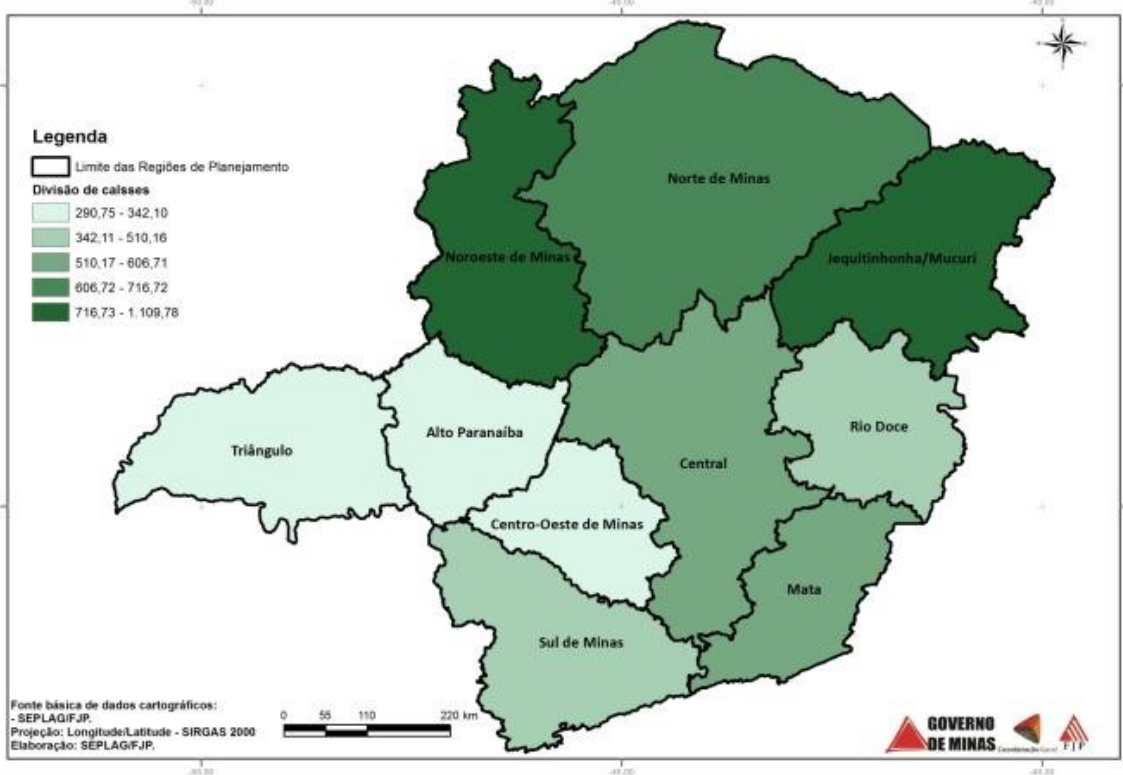 Legenda
Limite das Regiões de Planejamento
Divisão de calsses
290,75 - 342,10
342,11 - 510,16
510,17 - 606,71
606,72 - 716,72
716,73 - 1.109,78
Norte de Minas
Noroeste de Minas
Jequitinhonha/Mucuri
Triângulo
Alto Paranaíba
Rio Doce
Central
Centro-Oeste de Minas
Mata
Sul de Minas
Fonte básica de dados cartográficos:
- SEPLAG/FJP.
Projeção: Longitude/Latitude - SIRGAS 2000
Elaboração: SEPLAG/FJP.
0 55 110 220 km
GOVERNO
DE MINAS
FJP